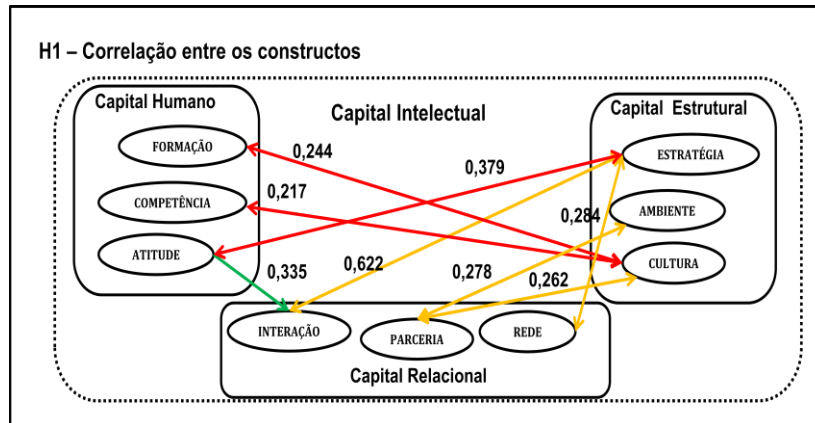 H1 – Correlação entre os constructos
Capital Humano
Capital Intelectual
Capital Estrutural
FORMAÇÃO
0,244
ESTRATÉGIA
0,379
COMPETÊNCIA
0,217
AMBIENTE
0,284
ATITUDE
CULTURA
0,335
0,622
0,278
0,262
INTERAÇÃO
PARCERIA
REDE
Capital Relacional